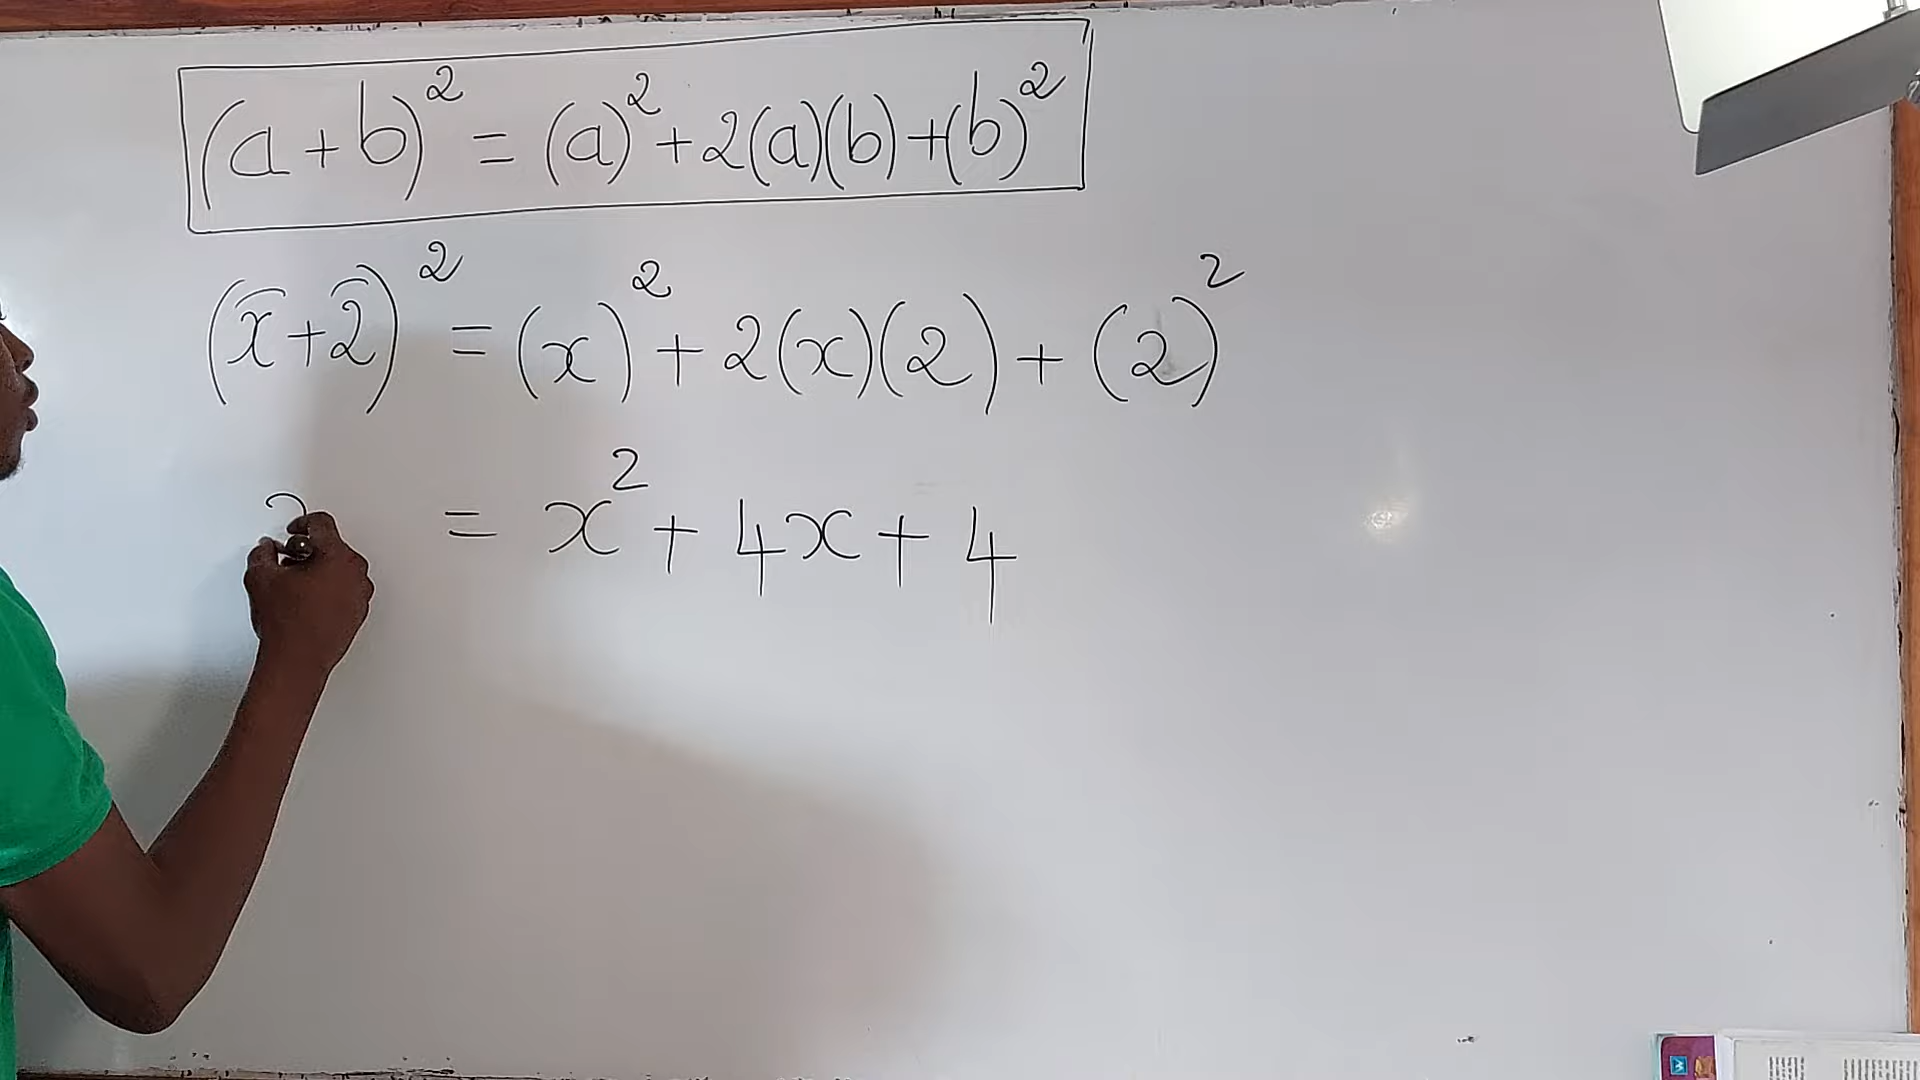 (a+b)² = (a)²+2(a)(b)+(b)²
(x+2)² = (x)²+2(x)(2)+(2)²
= x²+4x+4